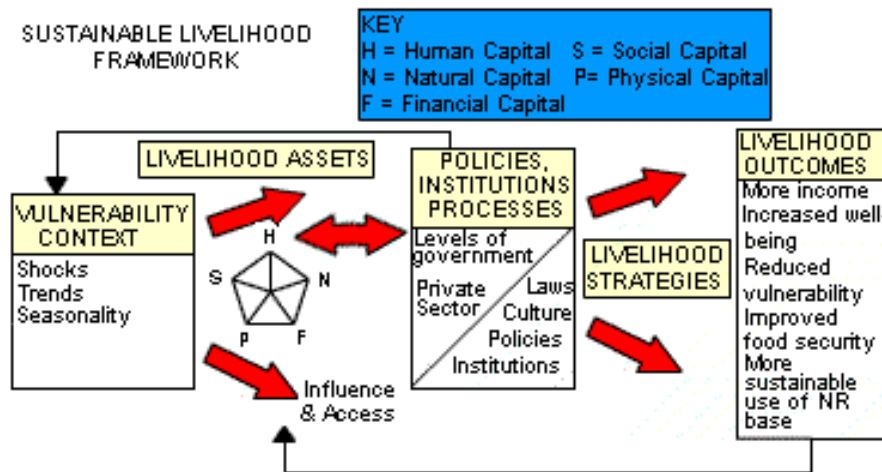 SUSTAINABLE LIVELIHOOD
FRAMEWORK
KEY
H = Human Capital S = Social Capital
N = Natural Capital P= Physical Capital
F = Financial Capital
LIVELIHOOD ASSETS
VULNERABILITY
CONTEXT
Shocks
Trends
Seasonality
H
S
N
P
F
Influence
& Access
POLICIES,
INSTITUTIONS
PROCESSES
Levels of
government
Private
Sector
Laws
Culture
Policies
Institutions
LIVELIHOOD
STRATEGIES
LIVELIHOOD
OUTCOMES
More income
Increased well-
being
Reduced
vulnerability
Improved
food security
More
sustainable
use of NR
base